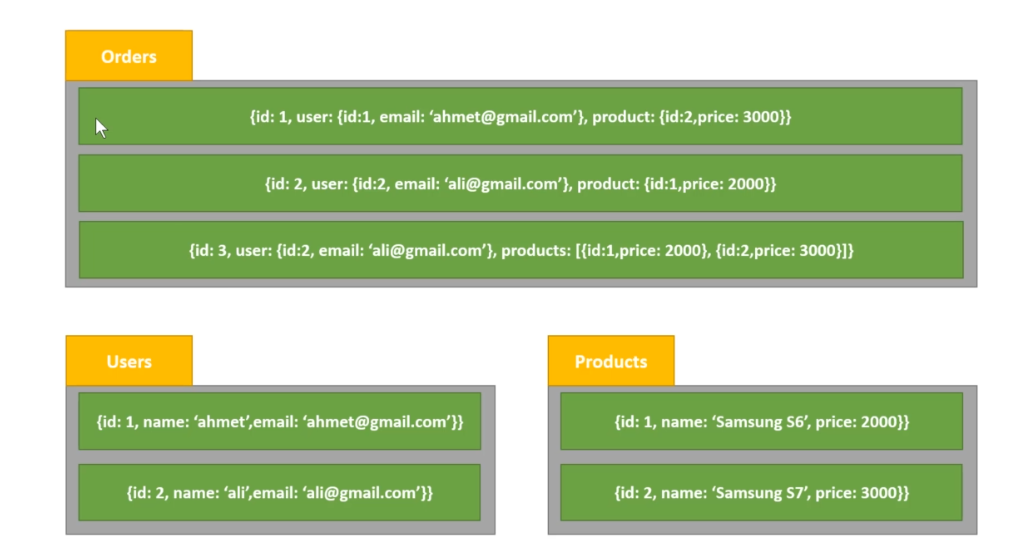 Orders
{id: 1, user: {id:1, email: ‘ahmet@gmail.com’}, product: {id:2,price: 3000}}
{id: 2, user: {id:2, email: ‘ali@gmail.com’}, product: {id:1,price: 2000}}
{id: 3, user: {id:2, email: ‘ali@gmail.com’}, products: [{id:1,price: 2000}, {id:2,price: 3000}]}
Users
{id: 1, name: ‘ahmet’,email: ‘ahmet@gmail.com’}}
{id: 2, name: ‘ali’,email: ‘ali@gmail.com’}}
Products
{id: 1, name: ‘Samsung S6’, price: 2000}}
{id: 2, name: ‘Samsung S7’, price: 3000}}